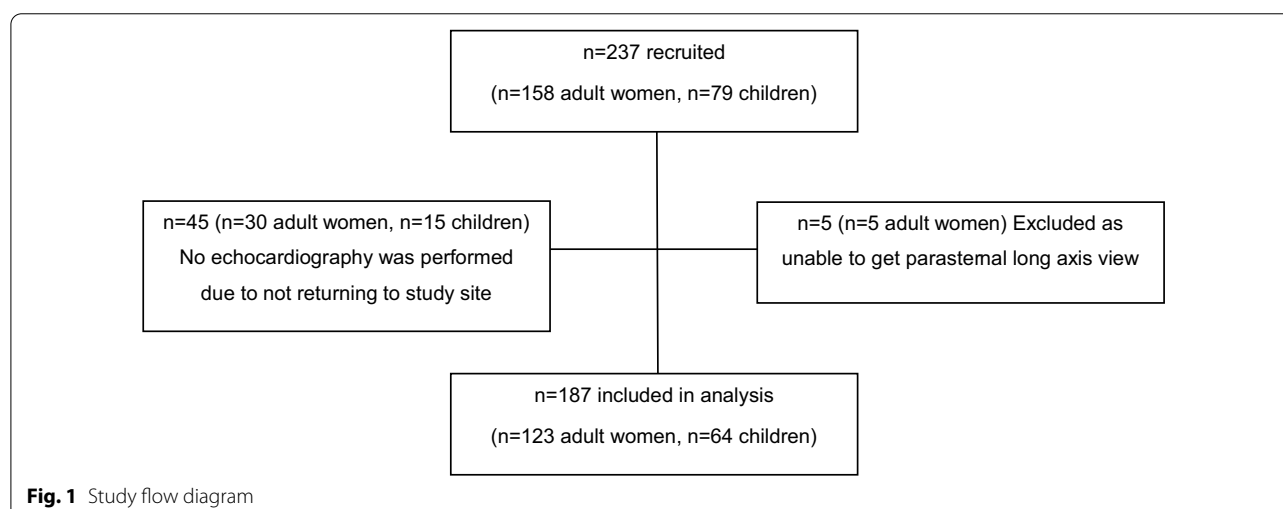 n=237 recruited
(n=158 adult women, n=79 children)
n=45 (n=30 adult women, n=15 children)
No echocardiography was performed
due to not returning to study site
n=5 (n=5 adult women) Excluded as
unable to get parasternal long axis view
n=187 included in analysis
(n=123 adult women, n=64 children)
Fig. 1 Study flow diagram